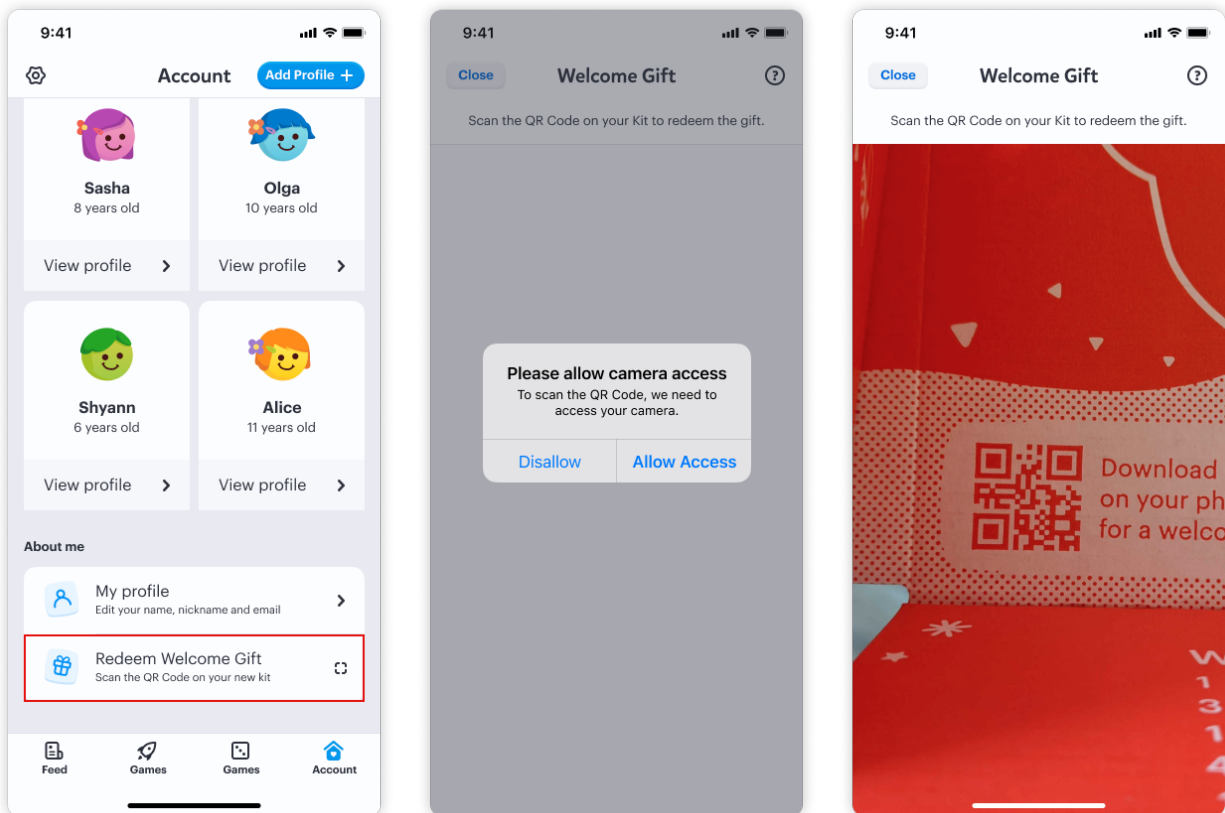 9:41
Account
Add Profile +
Sasha
8 years old
View profile
Olga
10 years old
View profile
Shyann
6 years old
View profile
Alice
11 years old
View profile
About me
My profile
Edit your name, nickname and email
Redeem Welcome Gift
Scan the QR Code on your new kit
Feed
Games
Games
Account
9:41
Close
Welcome Gift
?
Scan the QR Code on your Kit to redeem the gift.
Please allow camera access
To scan the QR Code, we need to
access your camera.
Disallow
Allow Access
9:41
Close
Welcome Gift
?
Scan the QR Code on your Kit to redeem the gift.
Download
on your ph
for a welco